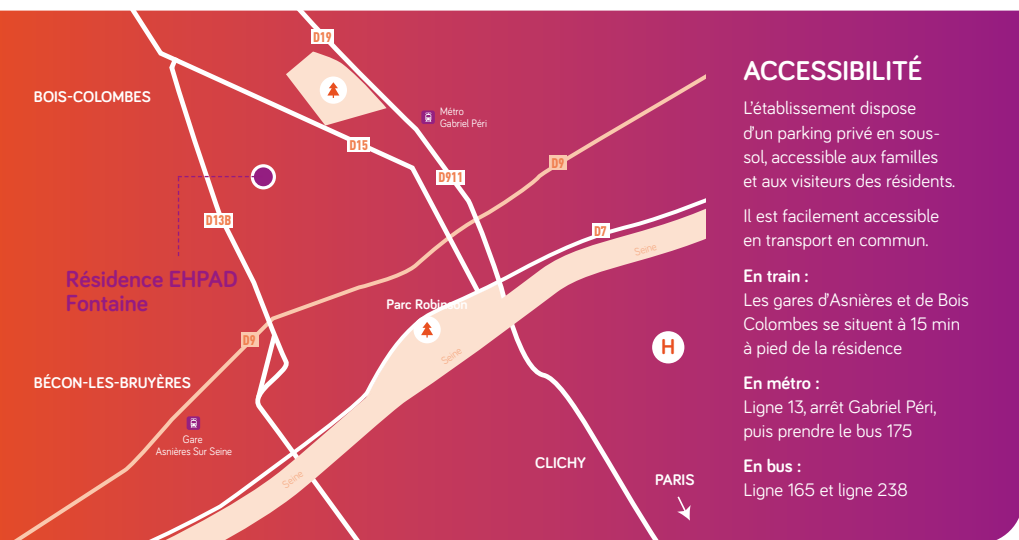 D19
BOIS-COLOMBES
Métro
Gabriel Péri
D15
D911
D9
D13B
D7
Seine
Résidence EHPAD
Fontaine
Parc Robinson
D9
Seine
BÉCON-LES-BRUYÈRES
Gare
Asnières Sur Seine
H
CLICHY
Seine
PARIS
ACCESSIBILITÉ
L'établissement dispose
d'un parking privé en sous-
sol, accessible aux familles
et aux visiteurs des résidents.
Il est facilement accessible
en transport en commun.
En train :
Les gares d'Asnières et de Bois
Colombes se situent à 15 min
à pied de la résidence
En métro :
Ligne 13, arrêt Gabriel Péri,
puis prendre le bus 175
En bus :
Ligne 165 et ligne 238